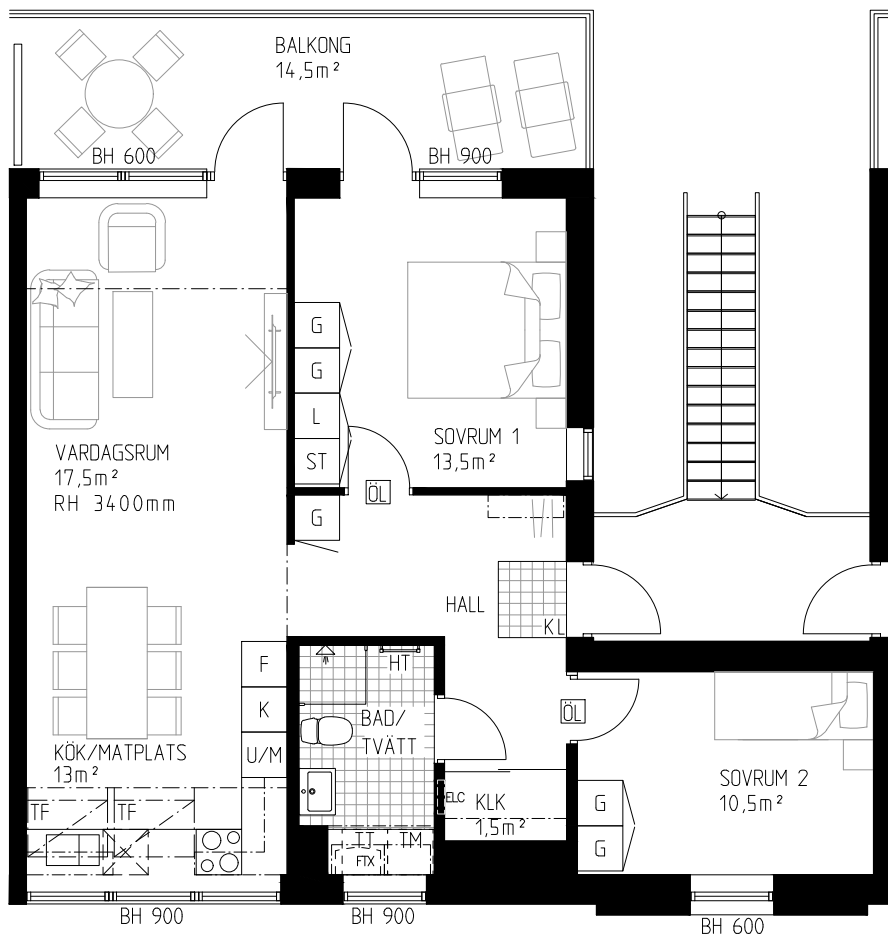 BALKONG
14,5m²
BH 600
BH 900
G
G
L
ST
SOVRUM 1
13,5m²
VARDAGSRUM
17,5m²
RH 3400mm
ÖL
G
HALL
KL
F
HT
K
BAD/
TVÄTT
ÖL
KÖK/MATPLATS
13m²
U/M
SOVRUM 2
10,5m²
ELC
KLK
1,5m²
G
G
TF
TF
TT
TM
FTX
BH 900
BH 900
BH 600